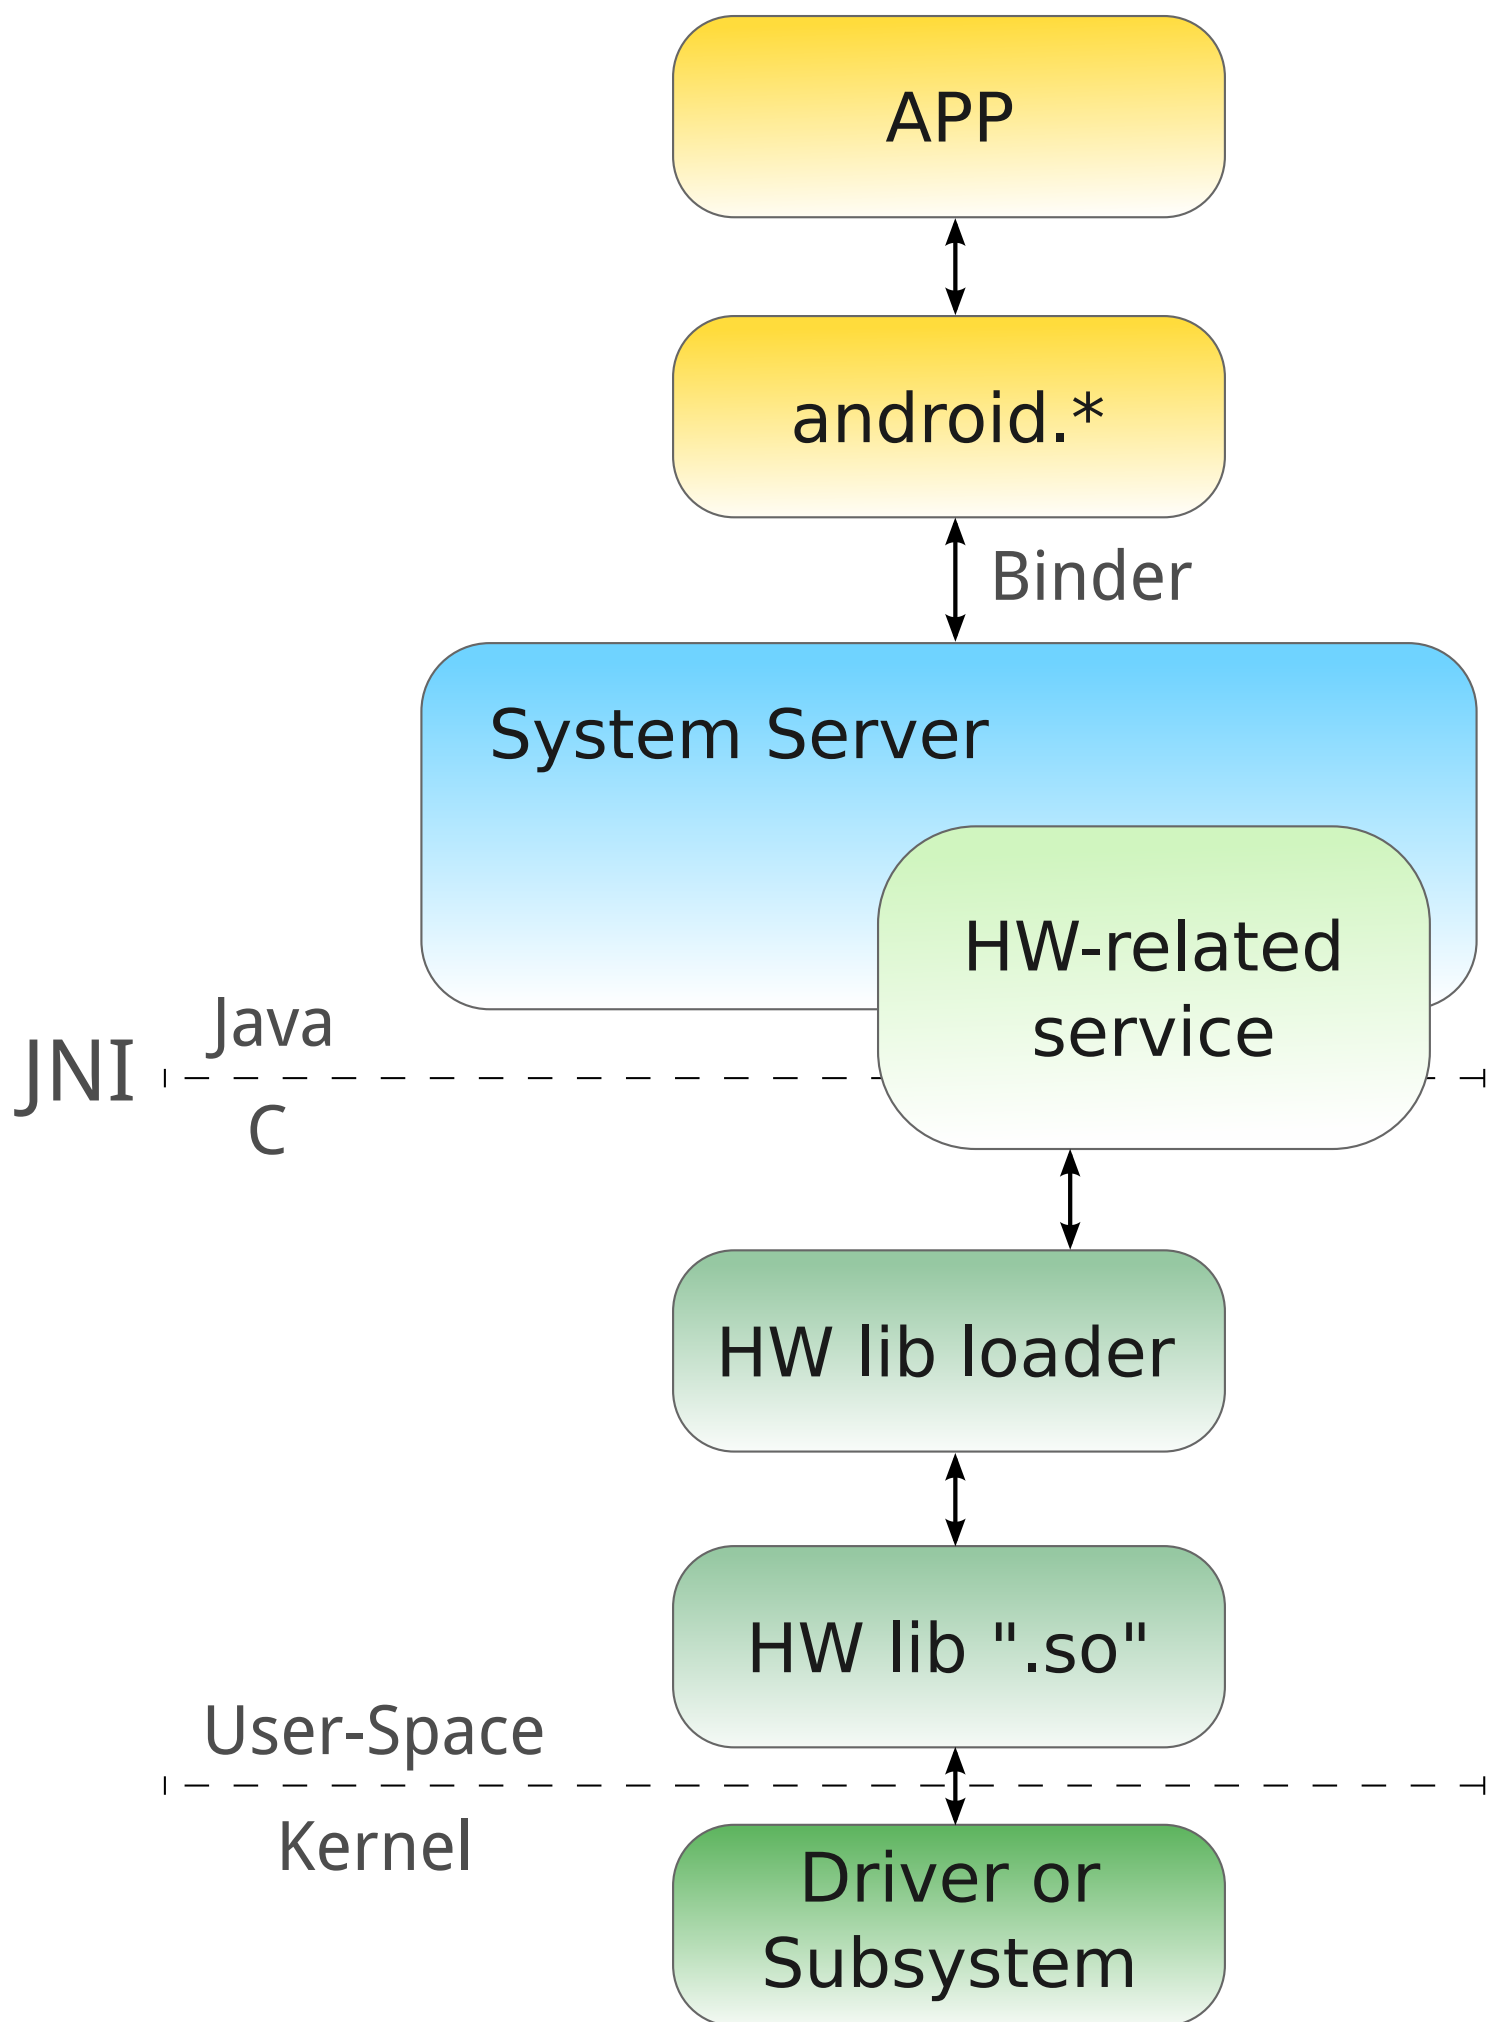 APP
android.*
Binder
System Server
HW-related
service
Java
JNI
C
HW lib loader
HW lib ".so"
User-Space
Kernel
Driver or
Subsystem